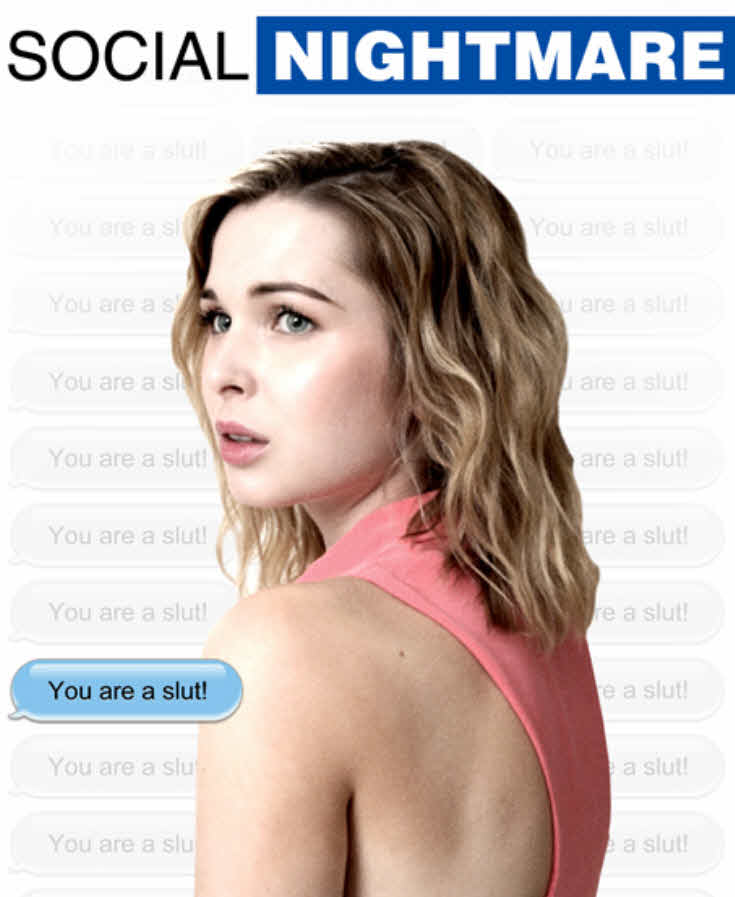 SOCIAL NIGHTMARE
You are a slut! You are a slut!
You are a sl You are a slut!
You are a s u are a slut!
You are a sl u are a slut!
You are a slut! are a slut!
You are a slut! are a slut!
You are a slut! re a slut!
You are a slut! e a slut!
You are a slu a slut!
You are a slu a slut!